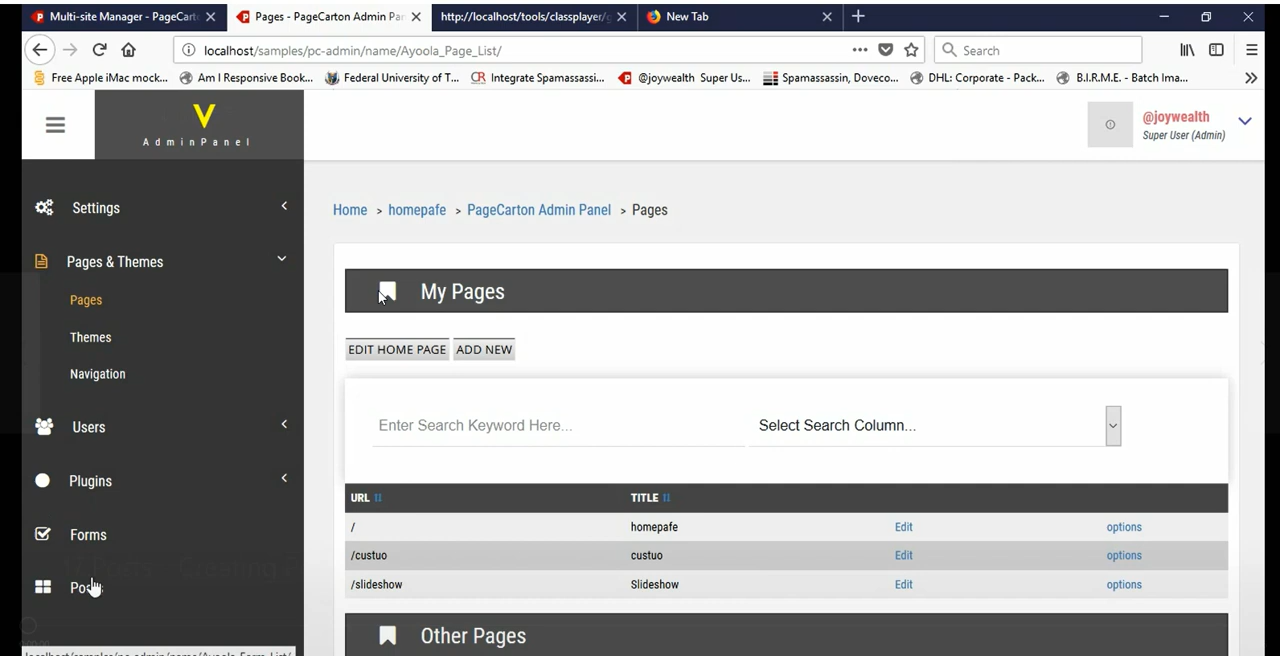 Multi-site Manager - PageCart
Pages - PageCarton Admin Pa
http://localhost/tools/classplayer/
New Tab
localhost/samples/pc-admin/name/Ayoola_Page_List/
Search
Free Apple iMac mock...
Am I Responsive Book...
Federal University of T...
CR Integrate Spamassassi...
@joywealth Super Us...
Spamassassin, Doveco...
DHL: Corporate - Pack...
B.I.R.M.E. - Batch Ima...
AdminPanel
@joywealth
Super User (Admin)
Settings
Home > homepafe > PageCarton Admin Panel > Pages
Pages & Themes
Pages
Themes
Navigation
Users
Plugins
Forms
My Pages
EDIT HOME PAGE
ADD NEW
Enter Search Keyword Here...
Select Search Column...
URL TITLE
/ homepafe Edit options
/custuo custuo Edit options
/slideshow Slideshow Edit options
Other Pages